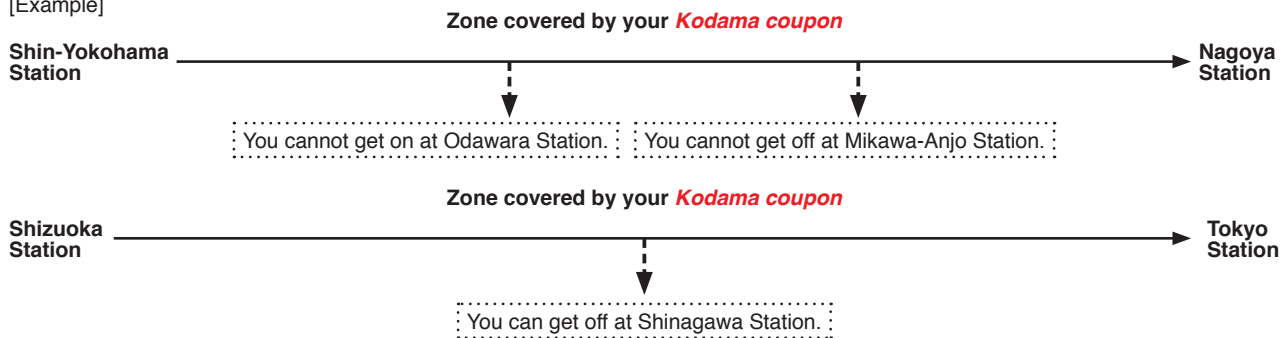 [Example]
Zone covered by your Kodama coupon
Shin-Yokohama
Station
Nagoya
Station
You cannot get on at Odawara Station.
You cannot get off at Mikawa-Anjo Station.
Zone covered by your Kodama coupon
Shizuoka
Station
Tokyo
Station
You can get off at Shinagawa Station.